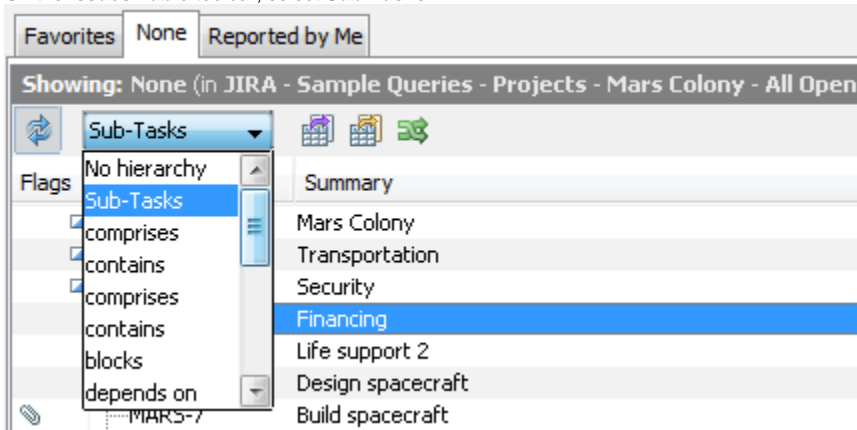 Favorites None Reported by Me
Showing: None (in JIRA - Sample Queries - Projects - Mars Colony - All Open
Sub-Tasks
Flags Summary
No hierarchy
Sub-Tasks
comprises
contains
comprises
contains
blocks
depends on
Mars Colony
Transportation
Security
Financing
Life support 2
Design spacecraft
MARS-7 Build spacecraft